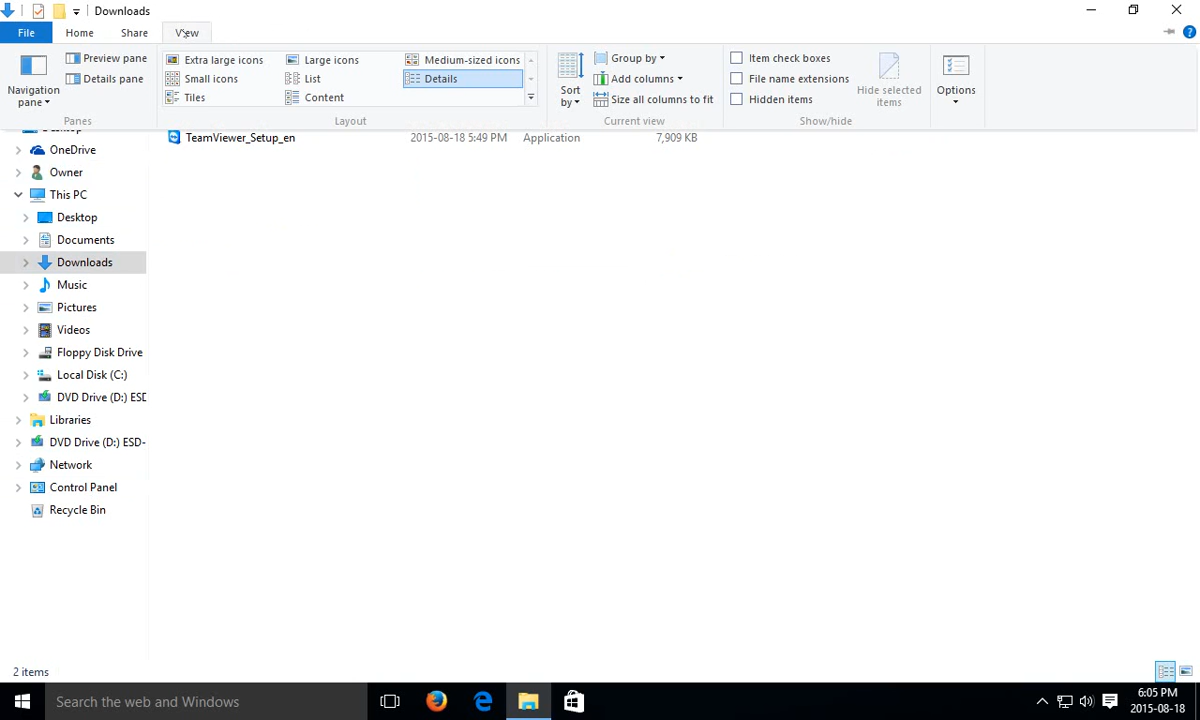 Downloads
File Home Share View
Navigation pane
Preview pane
Details pane
Panes
Extra large icons Large icons Medium-sized icons
Small icons List Details
Tiles Content
Layout
Sort by
Group by
Add columns
Size all columns to fit
Current view
Item check boxes
File name extensions
Hidden items
Hide selected items
Show/hide
Options
Desktop
TeamViewer_Setup_en 2015-08-18 5:49 PM Application 7,909 KB
OneDrive
Owner
This PC
Desktop
Documents
Downloads
Music
Pictures
Videos
Floppy Disk Drive
Local Disk (C:)
DVD Drive (D:) ESD
Libraries
DVD Drive (D:) ESD-
Network
Control Panel
Recycle Bin
2 items
Search the web and Windows
6:05 PM
2015-08-18